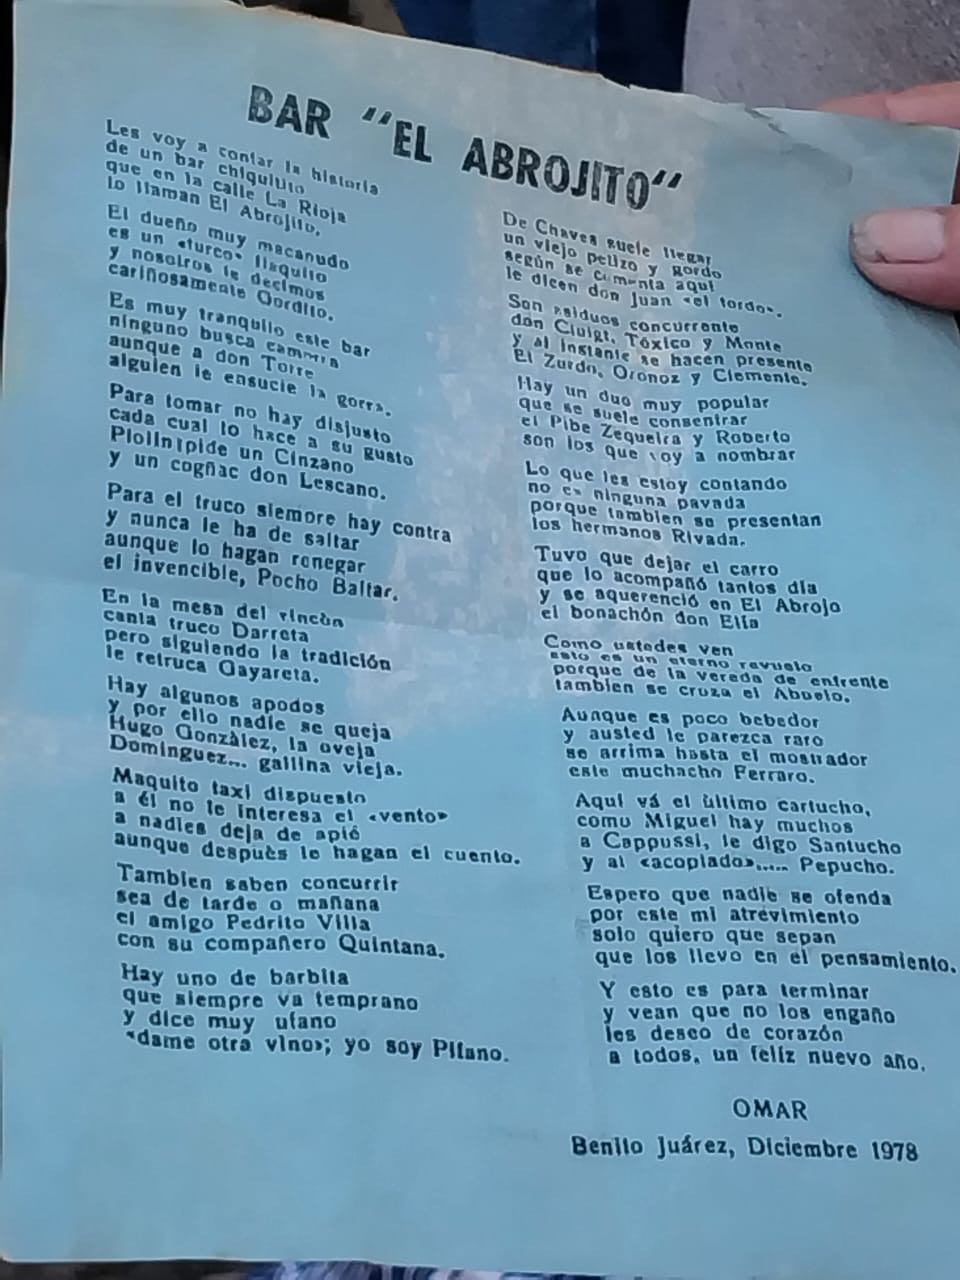 BAR "EL ABROJITO"
Les voy a contar la historia
de un bar chiquitito
que en la calle La Rioja
lo llaman El Abrojito.
El dueño muy macanudo
es un «turco» flaquito
y nosotros le decimos
cariñosamente Gordito.
Es muy tranquilo este bar
ninguno busca camorra
aunque a don Torre
alguien le ensucie la gorra.
Para tomar no hay disjusto
cada cual lo hace a su gusto
pide un Cinzano
y un cogñac don Lescano.
Para el truco siempre hay contra
y nunca le ha de saltar
aunque lo hagan renegar
el invencible, Pocho Baltar.
En la mesa del rincòn
canta truco Darreta
pero siguiendo la tradición
le retruca Gayareta.
Hay algunos apodos
y por ello nadie se queja
Hugo Gonzàlez, la oveja
Dominguez... gallina vieja.
Maquito taxi dispuesto
a él no le interesa el «vento»
a nadies deja de apié
aunque despuès le hagan el cuento.
Tambien saben concurrir
sea de tarde o mañana
el amigo Pedrito Villa
con su compañero Quintana.
Hay uno de barbita
que siempre va temprano
y dice muy ufano
«dame otra vino»; yo soy Pitano.
De Chaves suele llegar
un viejo petizo y gordo
según se comenta aquí
le dicen don Juan «el tordo».
Son asiduos concurrente
don Ciuigi, Tóxico y Monte
y al instante se hacen presente
El Zurdo, Oronoz y Clemente.
Hay un duo muy popular
que se suele consentrar
el Pibe Zequeira y Roberto
son los que voy a nombrar
Lo que les estoy contando
no es ninguna pavada
porque tambien se presentan
los hermanos Rivada.
Tuvo que dejar el carro
que lo acompañó tantos día
y se aquerenció en El Abrojo
el bonachón don Elía
Como ustedes ven
esto es un eterno revuelo
porque de la vereda de enfrente
tambien se cruza el Abuelo.
Aunque es poco bebedor
y austed le parezca raro
se arrima hasta el mostrador
este muchacho Ferraro.
Aquí vá el último cartucho,
como Miguel hay muchos
a Cappussi, le digo Santucho
y al «acoplado»..... Pepucho.
Espero que nadie se ofenda
por este mi atrevimiento
solo quiero que sepan
que los llevo en el pensamiento.
Y esto es para terminar
y vean que no los engaño
les deseo de corazón
a todos, un feliz nuevo año.
OMAR
Benito Juárez, Diciembre 1978